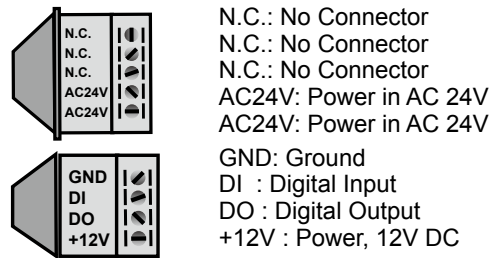 N.C.
N.C.
N.C.
AC24V
AC24V
N.C.: No Connector
N.C.: No Connector
N.C.: No Connector
AC24V: Power in AC 24V
AC24V: Power in AC 24V
GND
DI
DO
+12V
GND: Ground
DI : Digital Input
DO : Digital Output
+12V : Power, 12V DC